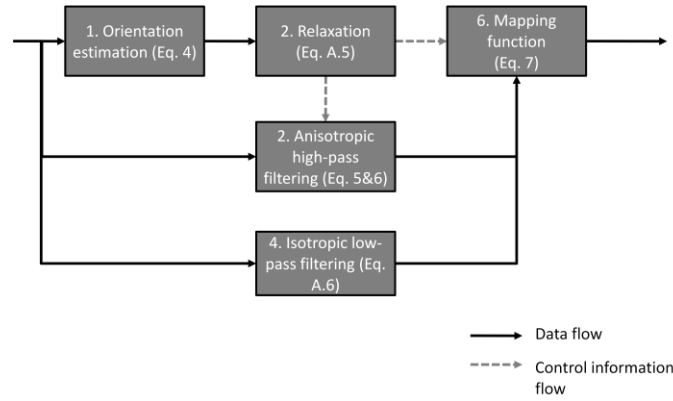 1. Orientation
estimation (Eq. 4)
2. Relaxation
(Eq. A.5)
6. Mapping
function
(Eq. 7)
2. Anisotropic
high-pass
filtering (Eq. 5&6)
4. Isotropic low-
pass filtering (Eq.
A.6)
Data flow
Control information
flow